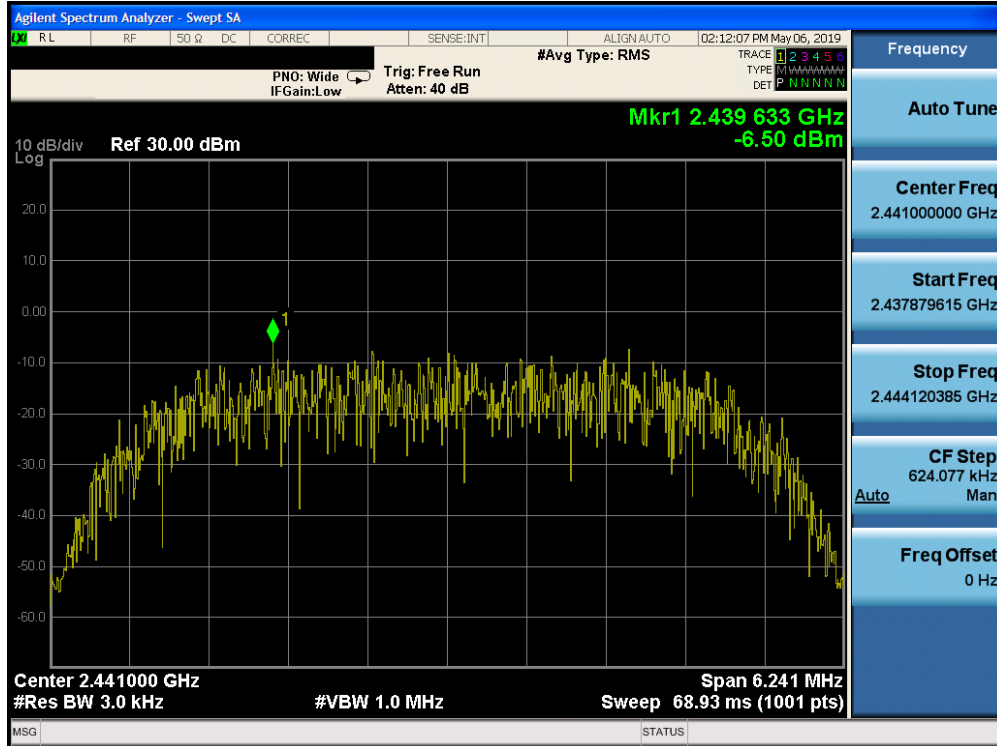 Agilent Spectrum Analyzer - Swept SA
LXI RL RF 50 Ω DC CORREC SENSE:INT ALIGN AUTO 02:12:07 PM May 06, 2019
#Avg Type: RMS
TRACE 1 2 3 4 5 6
TYPE M WWWWW
DET P N N N N N
PNO: Wide
IFGain:Low
Trig: Free Run
Atten: 40 dB
Mkr1 2.439 633 GHz
-6.50 dBm
10 dB/div Ref 30.00 dBm
Log
20.0
10.0
0.00
-10.0
-20.0
-30.0
-40.0
-50.0
-60.0
1
Center 2.441000 GHz Span 6.241 MHz
#Res BW 3.0 kHz #VBW 1.0 MHz Sweep 68.93 ms (1001 pts)
MSG STATUS
Frequency
Auto Tune
Center Freq
2.441000000 GHz
Start Freq
2.437879615 GHz
Stop Freq
2.444120385 GHz
CF Step
624.077 kHz
Auto Man
Freq Offset
0 Hz